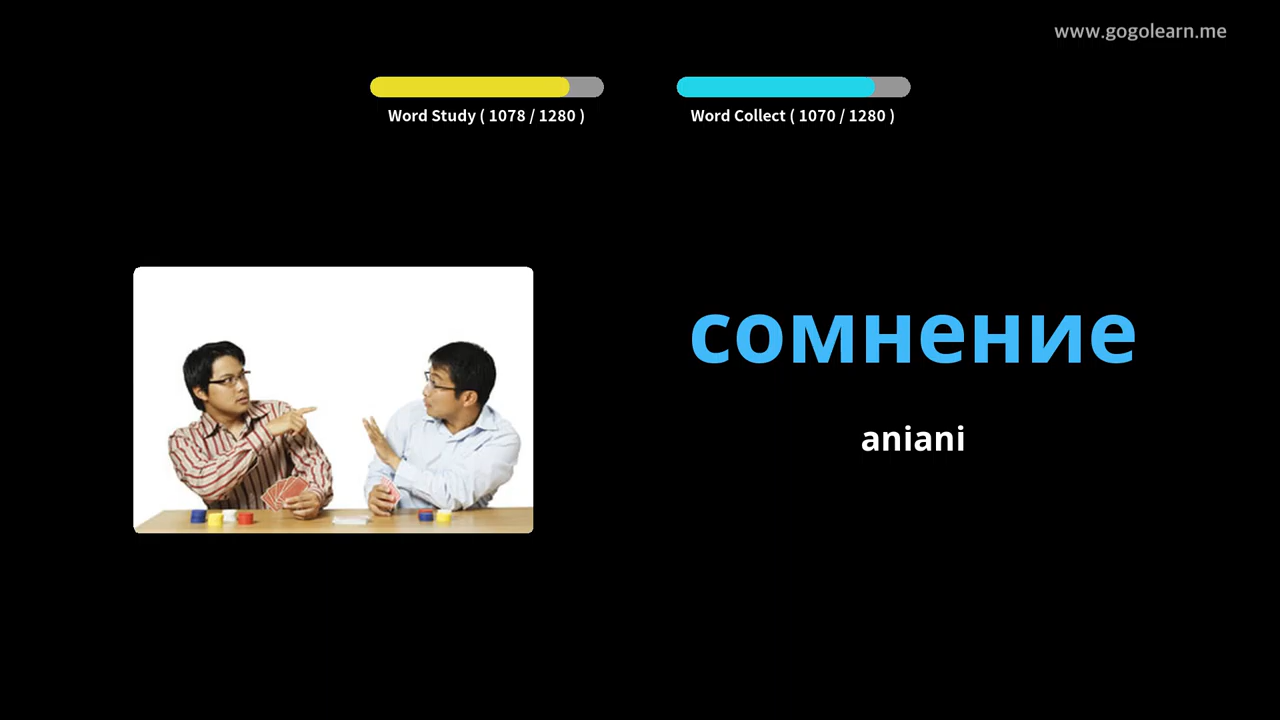 www.gogolearn.me
Word Study ( 1078 / 1280 )
Word Collect ( 1070 / 1280 )
сомнение
aniani